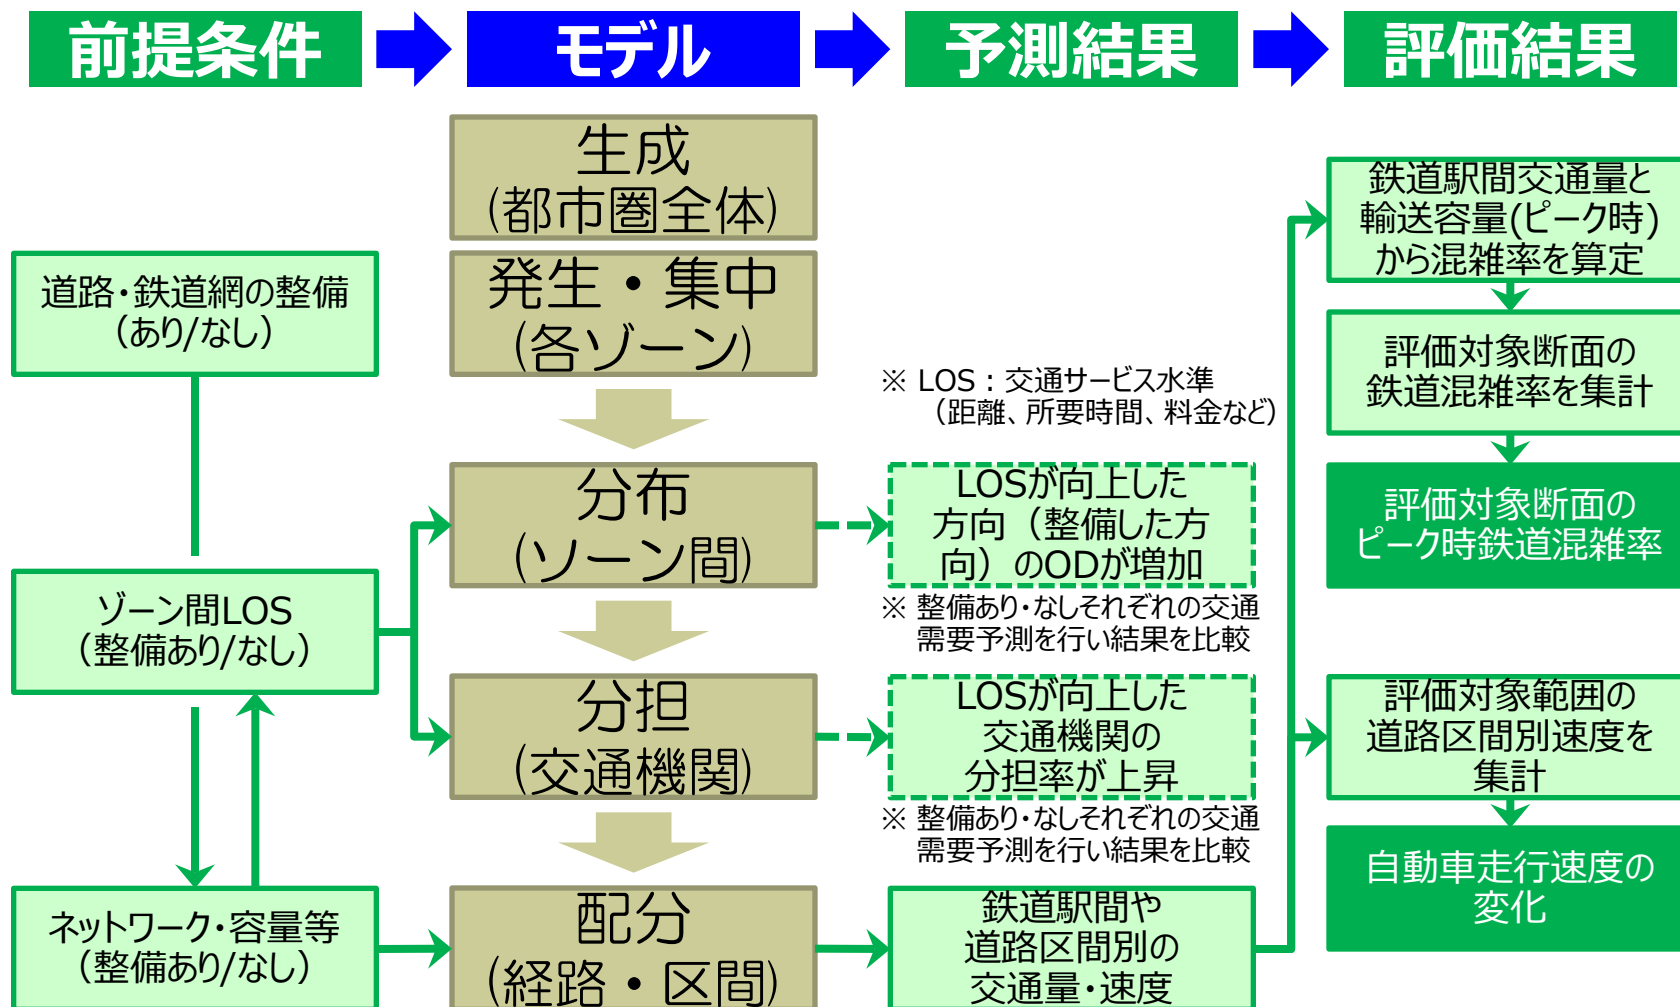 前提条件
モデル
予測結果
評価結果
道路・鉄道網の整備
（あり/なし）
ゾーン間LOS
（整備あり/なし）
ネットワーク・容量等
（整備あり/なし）
生成
(都市圏全体)
発生・集中
(各ゾーン)
分布
(ゾーン間)
分担
(交通機関)
配分
(経路・区間)
※ LOS：交通サービス水準
（距離、所要時間、料金など）
LOSが向上した
方向（整備した方
向）のODが増加
※ 整備あり・なしそれぞれの交通
需要予測を行い結果を比較
LOSが向上した
交通機関の
分担率が上昇
※ 整備あり・なしそれぞれの交通
需要予測を行い結果を比較
鉄道駅間や
道路区間別の
交通量・速度
鉄道駅間交通量と
輸送容量(ピーク時)
から混雑率を算定
評価対象断面の
鉄道混雑率を集計
評価対象断面の
ピーク時鉄道混雑率
評価対象範囲の
道路区間別速度を
集計
自動車走行速度の
変化